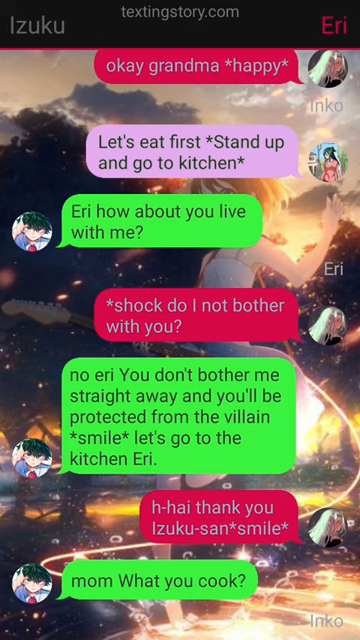 textingstory.com
Izuku
Eri
okay grandma *happy*
Inko
Let's eat first *Stand up
and go to kitchen*
Eri how about you live
with me?
Eri
*shock do I not bother
with you?
no eri You don't bother me
straight away and you'll be
protected from the villain
*smile* let's go to the
kitchen Eri.
h-hai thank you
Izuku-san*smile*
mom What you cook?
Inko